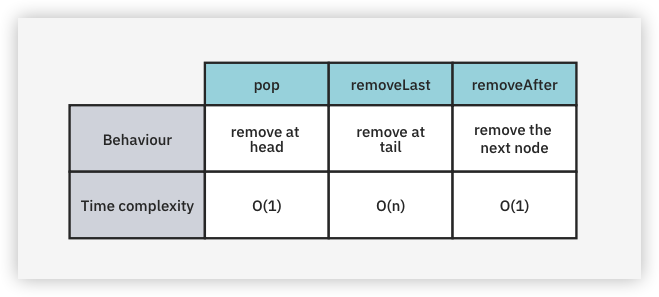 pop removeLast removeAfter
Behaviour
remove at
head
remove at
tail
remove the
next node
Time complexity O(1) O(n) O(1)